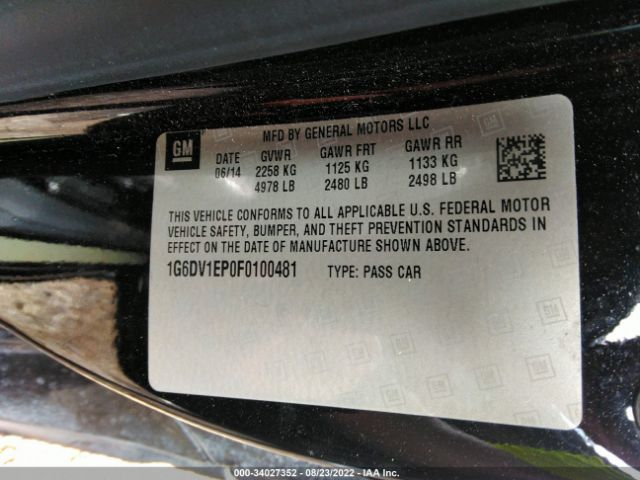 GM
MFD BY GENERAL MOTORS LLC
DATE GVWR GAWR FRT GAWR RR
06/14 2258 KG 1125 KG 1133 KG
4978 LB 2480 LB 2498 LB
THIS VEHICLE CONFORMS TO ALL APPLICABLE U.S. FEDERAL MOTOR
VEHICLE SAFETY, BUMPER, AND THEFT PREVENTION STANDARDS IN
EFFECT ON THE DATE OF MANUFACTURE SHOWN ABOVE.
1G6DV1EP0F0100481 TYPE: PASS CAR
000-34027352 - 08/23/2022 - IAA Inc.